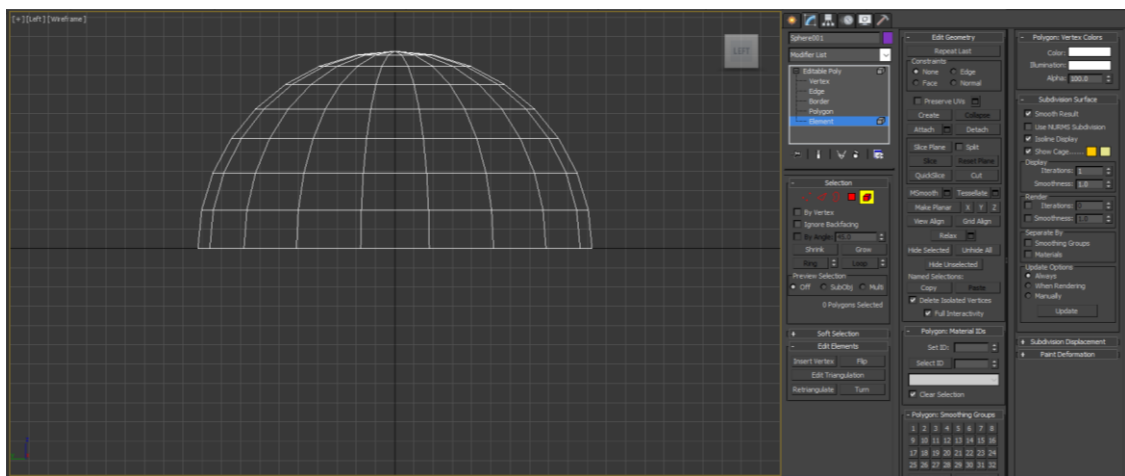 [+] [Left] [Wireframe]
LEFT
Sphere001
Modifier List
Editable Poly
Vertex
Edge
Border
Polygon
Element
Selection
By Vertex
Ignore Backfacing
By Angle: 45.0
Shrink Grow
Ring Loop
Preview Selection
Off SubObj Multi
0 Polygons Selected
Soft Selection
Edit Elements
Insert Vertex Flip
Edit Triangulation
Retriangulate Turn
Edit Geometry
Repeat Last
Constraints
None Edge
Face Normal
Preserve UVs
Create Collapse
Attach Detach
Slice Plane Split
Slice Reset Plane
QuickSlice Cut
MSmooth Tessellate
Make Planar X Y Z
View Align Grid Align
Relax
Hide Selected Unhide All
Hide Unselected
Named Selections:
Copy Paste
Delete Isolated Vertices
Full Interactivity
Polygon: Material IDs
Set ID:
Select ID
Clear Selection
Polygon: Smoothing Groups
1 2 3 4 5 6 7 8
9 10 11 12 13 14 15 16
17 18 19 20 21 22 23 24
25 26 27 28 29 30 31 32
Polygon: Vertex Colors
Color:
Illumination:
Alpha: 100.0
Subdivision Surface
Smooth Result
Use NURMS Subdivision
Isoline Display
Show Cage......
Display
Iterations: 1
Smoothness: 1.0
Render
Iterations: 0
Smoothness: 1.0
Separate By
Smoothing Groups
Materials
Update Options
Always
When Rendering
Manually
Update
Subdivision Displacement
Paint Deformation